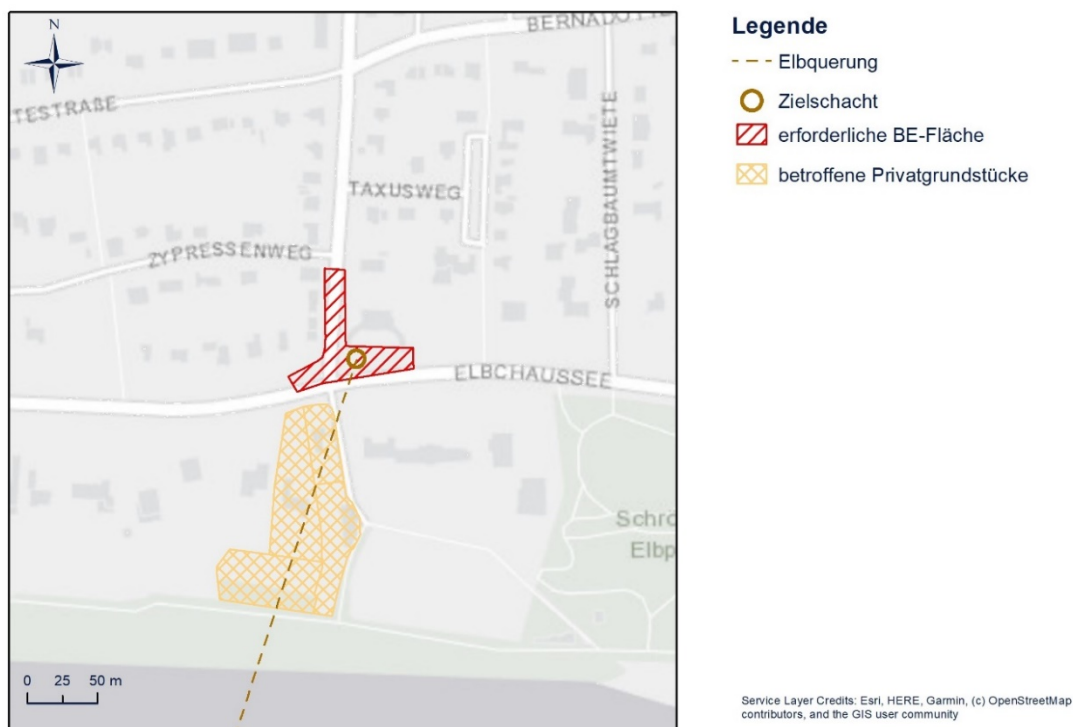 N
BERNADOTTE
TESTRAßE
TAXUSWEG
SCHLAGBAUMTWIETE
ZYPRESSENWEG
ELBCHAUSSEE
Schrö
Elbp
0 25 50 m
Legende
Elbquerung
Zielschacht
erforderliche BE-Fläche
betroffene Privatgrundstücke
Service Layer Credits: Esri, HERE, Garmin, (c) OpenStreetMap
contributors, and the GIS user community